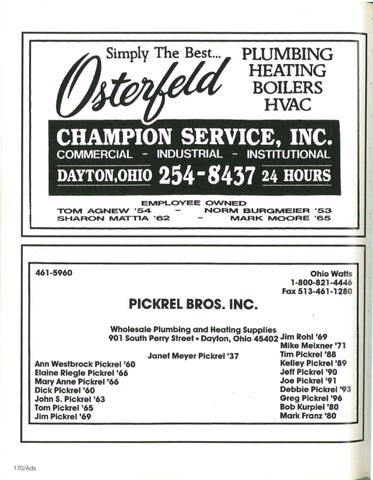 Simply The Best...
Osterfeld
PLUMBING
HEATING
BOILERS
HVAC
CHAMPION SERVICE, INC.
COMMERCIAL - INDUSTRIAL - INSTITUTIONAL
DAYTON, OHIO 254-8437 24 HOURS
EMPLOYEE OWNED
TOM AGNEW '54 - NORM BURGMEIER '53
SHARON MATTIA '62 - MARK MOORE '65
461-5960
Ohio Watts
1-800-821-4446
Fax 513-461-1280
PICKREL BROS. INC.
Wholesale Plumbing and Heating Supplies
901 South Perry Street • Dayton, Ohio 45402
Janet Meyer Pickrel '37
Ann Westbrock Pickrel '60
Elaine Riegle Pickrel '66
Mary Anne Pickrel '66
Dick Pickrel '60
John S. Pickrel '63
Tom Pickrel '65
Jim Pickrel '69
Jim Rohl '69
Mike Meixner '71
Tim Pickrel '88
Kelley Pickrel '89
Jeff Pickrel '90
Joe Pickrel '91
Debbie Pickrel '93
Greg Pickrel '96
Bob Kurpiel '80
Mark Franz '80
170/Ads